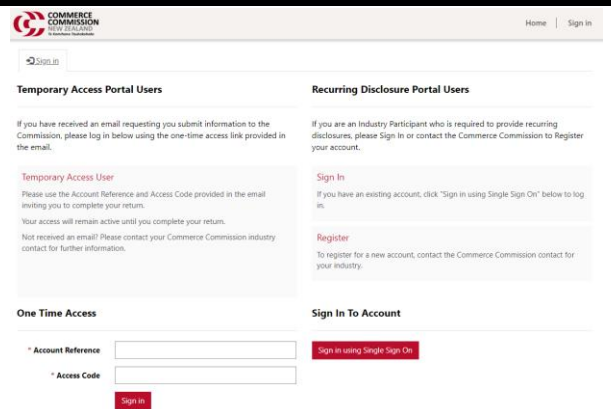 COMMERCE
COMMISSION
NEW ZEALAND
Te Komihana Tauhokohoko
Home Sign in
Sign in
Temporary Access Portal Users
If you have received an email requesting you submit information to the
Commission, please log in below using the one-time access link provided in
the email.
Temporary Access User
Please use the Account Reference and Access Code provided in the email
inviting you to complete your return.
Your access will remain active until you complete your return.
Not received an email? Please contact your Commerce Commission industry
contact for further information.
Recurring Disclosure Portal Users
If you are an Industry Participant who is required to provide recurring
disclosures, please Sign In or contact the Commerce Commission to Register
your account.
Sign In
If you have an existing account, click "Sign in using Single Sign On" below to log
in.
Register
To register for a new account, contact the Commerce Commission contact for
your industry.
One Time Access
* Account Reference
* Access Code
Sign in
Sign In To Account
Sign in using Single Sign On